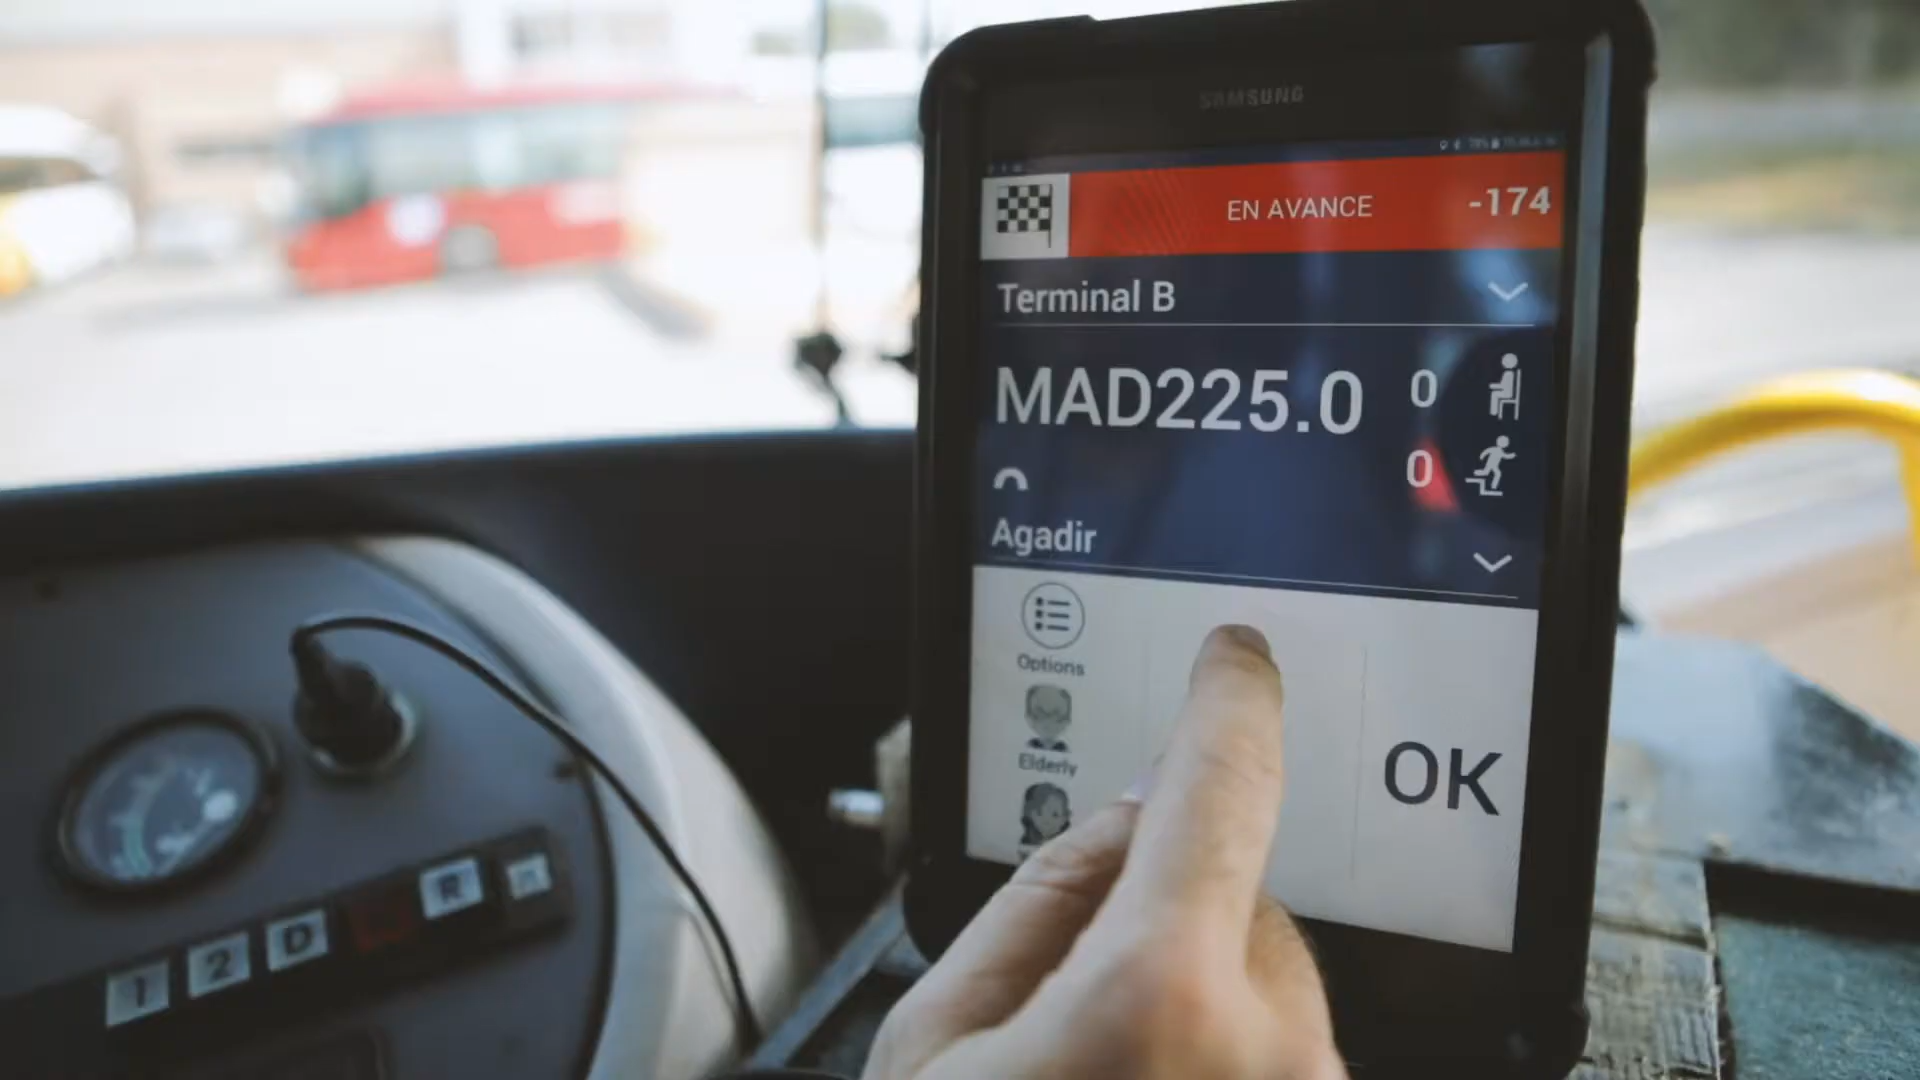 SAMSUNG
EN AVANCE -174
Terminal B
MAD225.0 0
0
Agadir
Options
Elderly
OK
1 2 D R